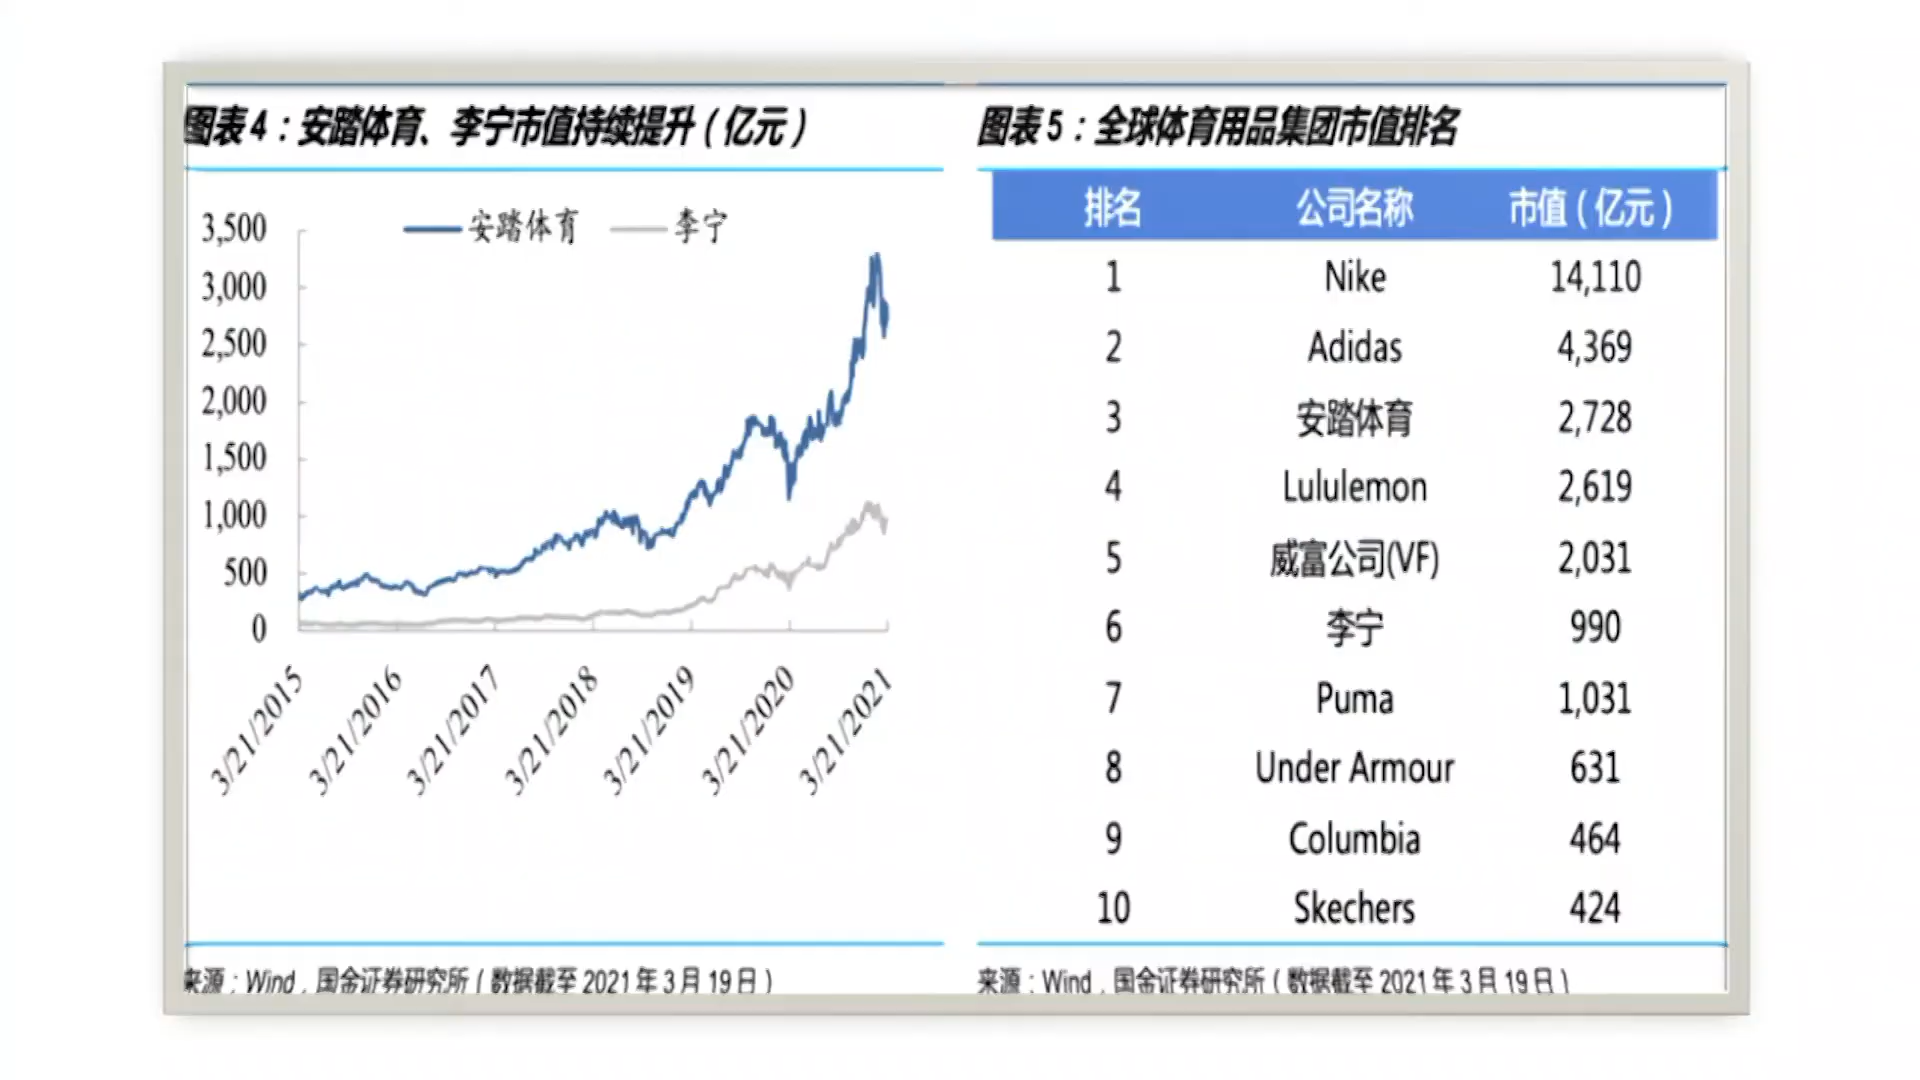 图表4：安踏体育、李宁市值持续提升（亿元）
安踏体育 李宁
3,500
3,000
2,500
2,000
1,500
1,000
500
0
3/21/2015 3/21/2016 3/21/2017 3/21/2018 3/21/2019 3/21/2020 3/21/2021
来源：Wind，国金证券研究所（数据截至2021年3月19日）
图表5：全球体育用品集团市值排名
排名 公司名称 市值（亿元）
1 Nike 14,110
2 Adidas 4,369
3 安踏体育 2,728
4 Lululemon 2,619
5 威富公司(VF) 2,031
6 李宁 990
7 Puma 1,031
8 Under Armour 631
9 Columbia 464
10 Skechers 424
来源：Wind，国金证券研究所（数据截至2021年3月19日）